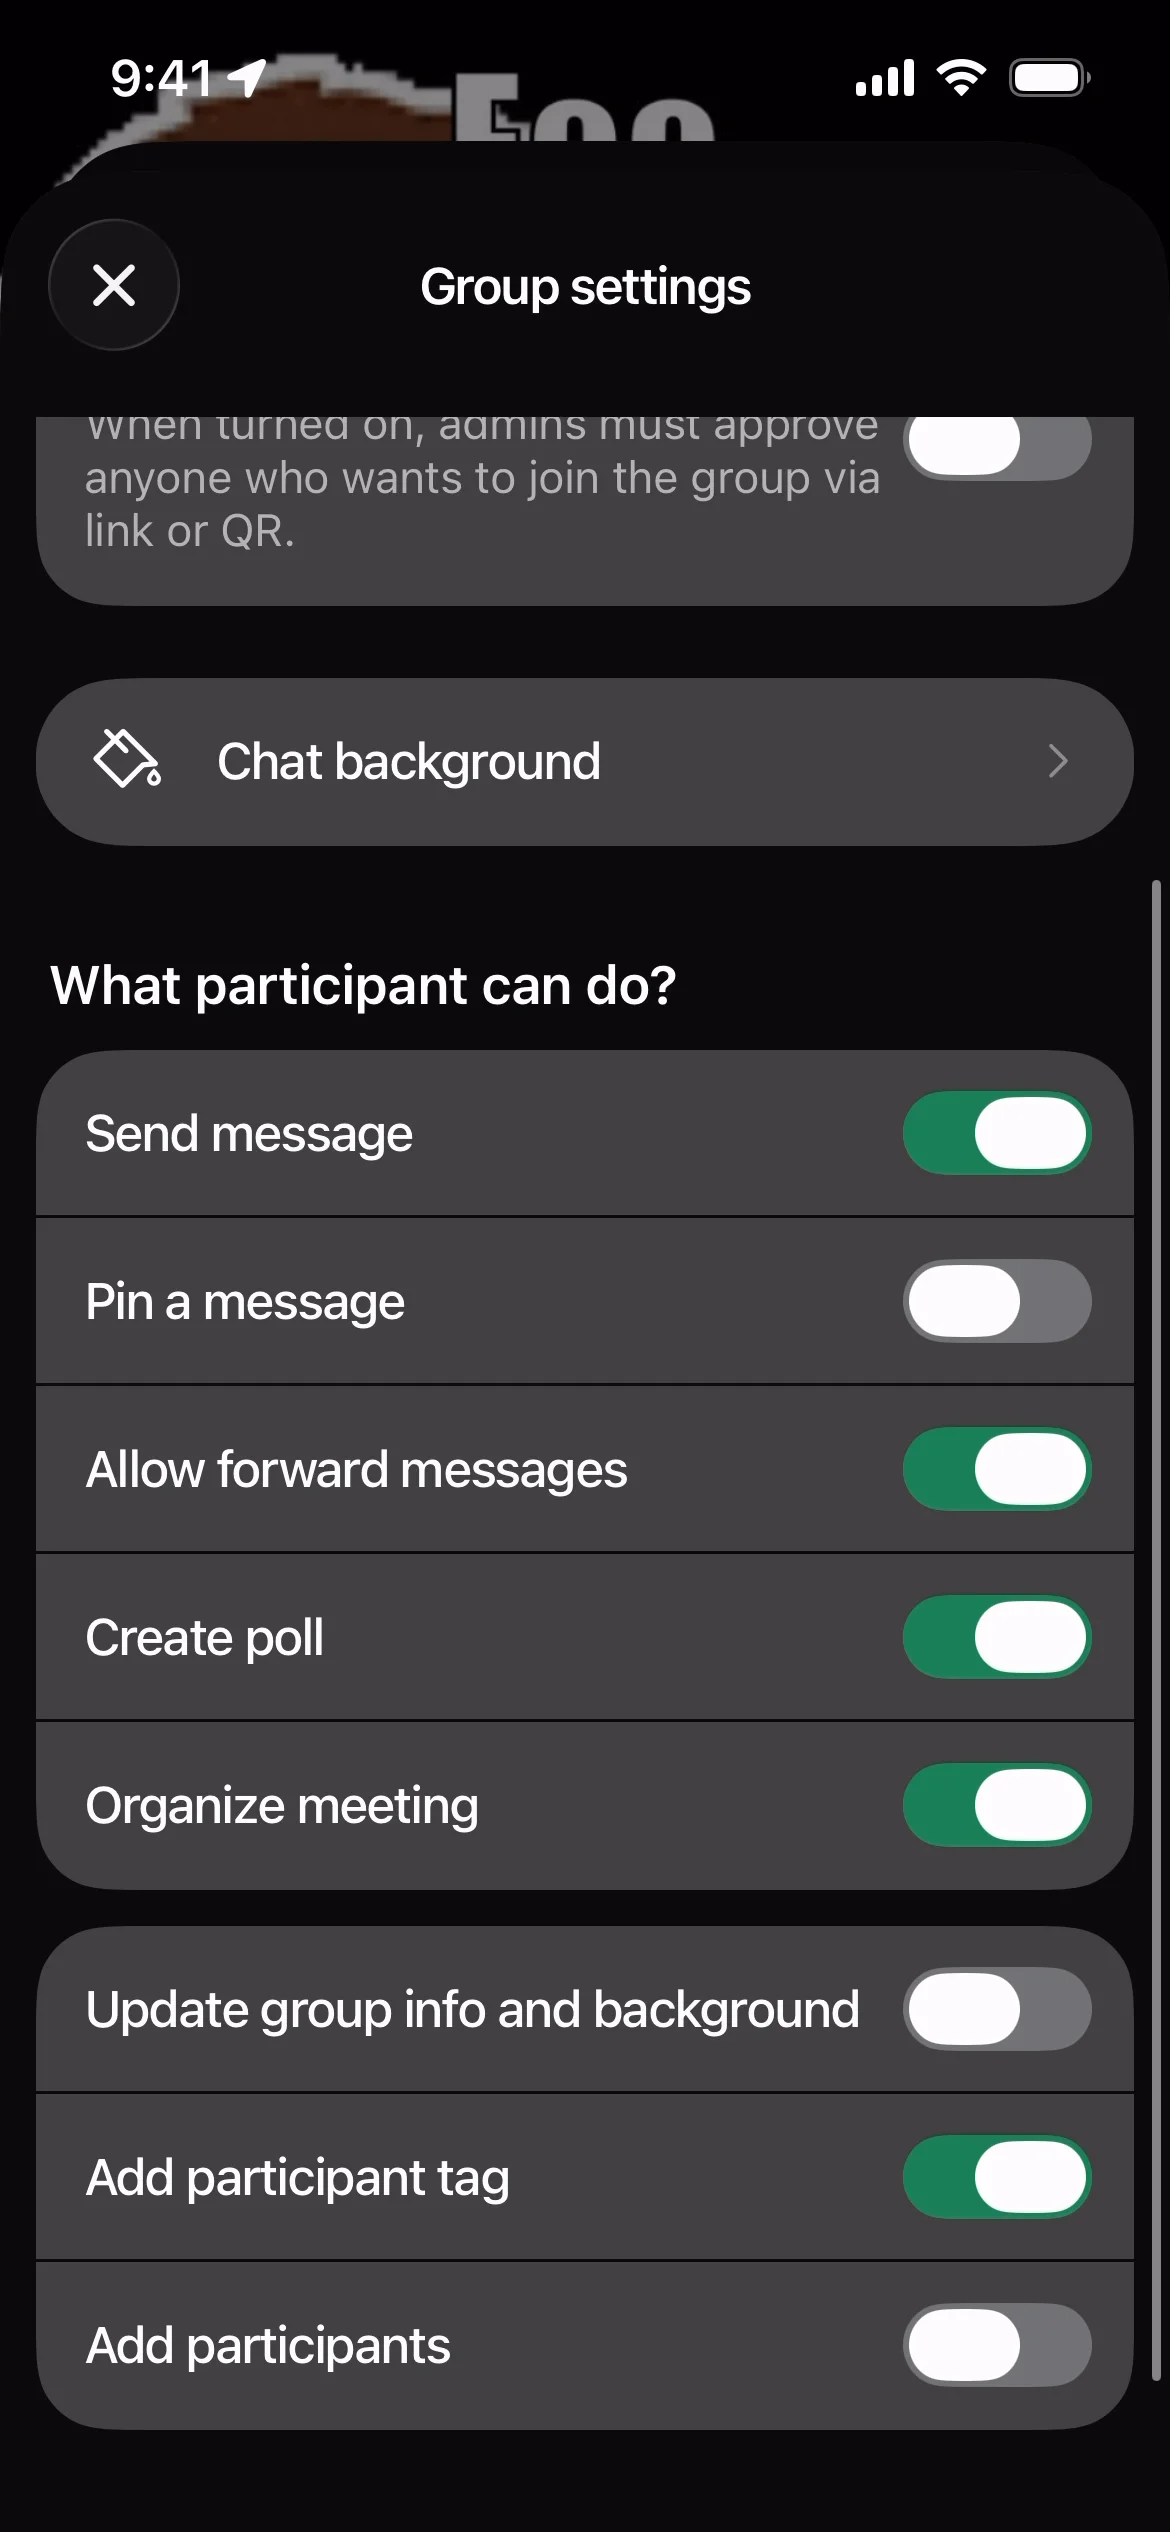 9:41
Group settings
When turned on, admins must approve
anyone who wants to join the group via
link or QR.
Chat background
What participant can do?
Send message
Pin a message
Allow forward messages
Create poll
Organize meeting
Update group info and background
Add participant tag
Add participants